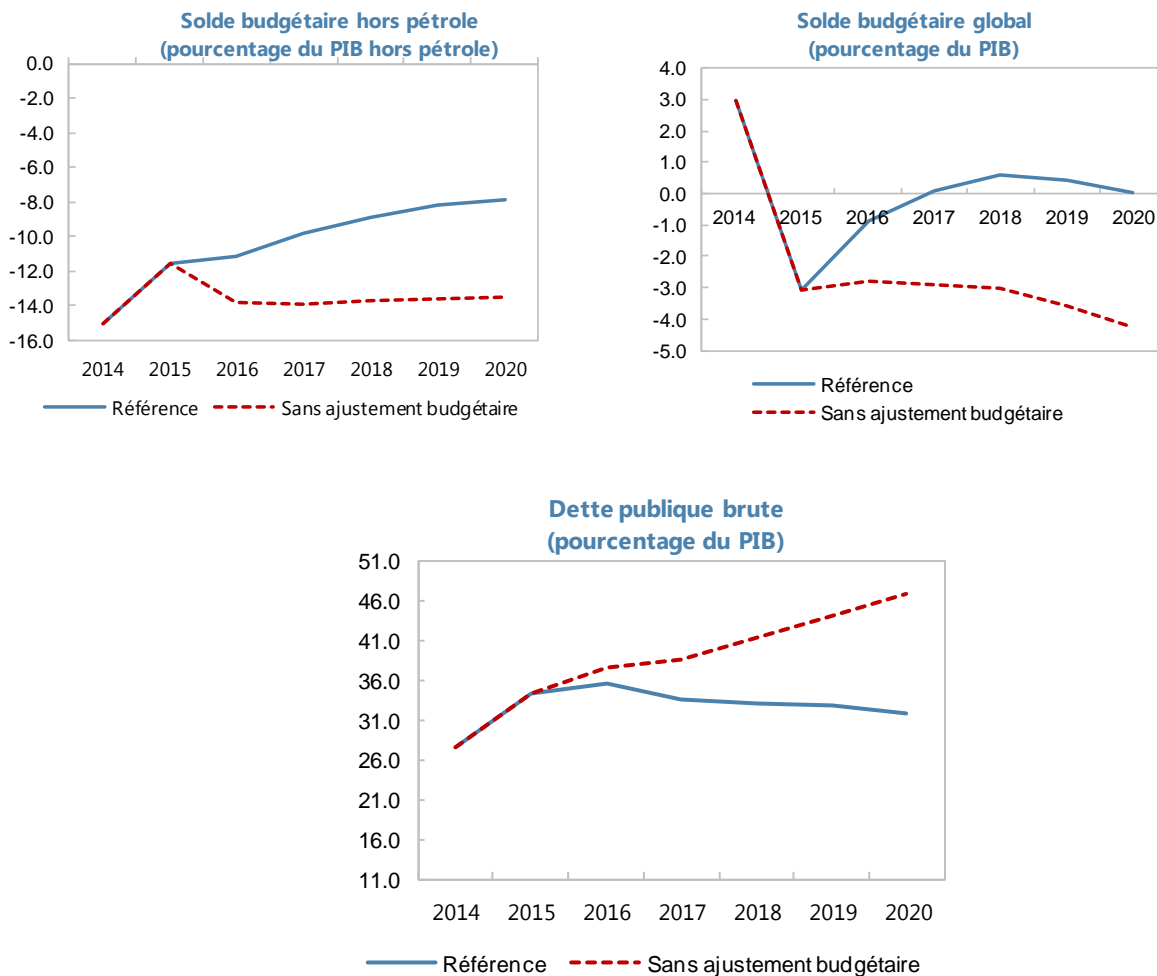 Solde budgétaire hors pétrole
(pourcentage du PIB hors pétrole)
0.0
-2.0
-4.0
-6.0
-8.0
-10.0
-12.0
-14.0
-16.0
2014 2015 2016 2017 2018 2019 2020
Référence Sans ajustement budgétaire
Solde budgétaire global
(pourcentage du PIB)
4.0
3.0
2.0
1.0
0.0
2014 2015 2016 2017 2018 2019 2020
-1.0
-2.0
-3.0
-4.0
-5.0
Référence
Sans ajustement budgétaire
Dette publique brute
(pourcentage du PIB)
51.0
46.0
41.0
36.0
31.0
26.0
21.0
16.0
11.0
2014 2015 2016 2017 2018 2019 2020
Référence Sans ajustement budgétaire